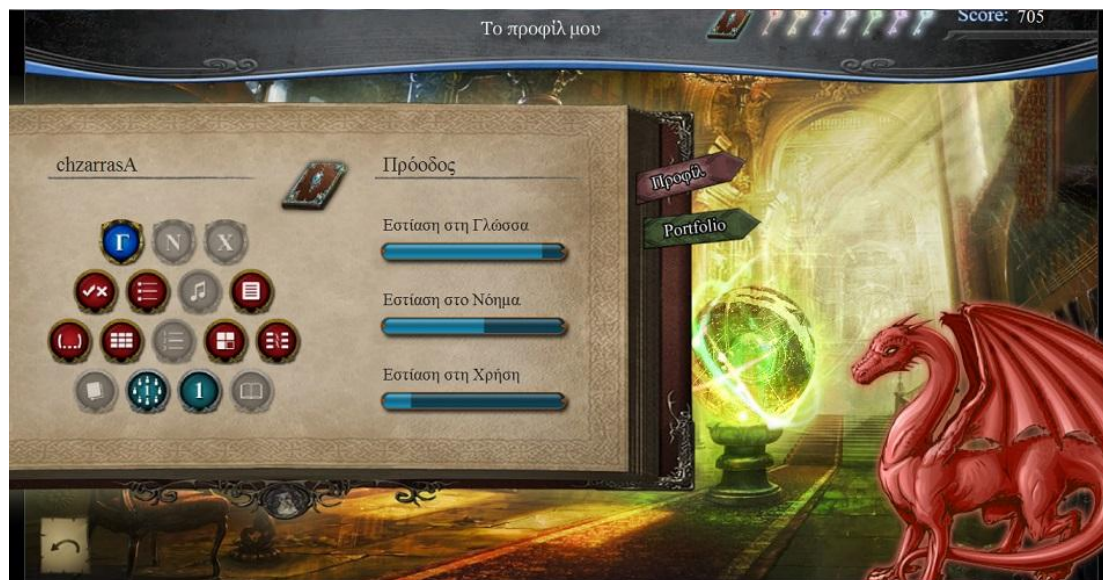 Το προφίλ μου
Score: 705
chzarrasA
Γ Ν Χ
(...)
1 1
Πρόοδος
Εστίαση στη Γλώσσα
Εστίαση στο Νόημα
Εστίαση στη Χρήση
Προφίλ
Portfolio